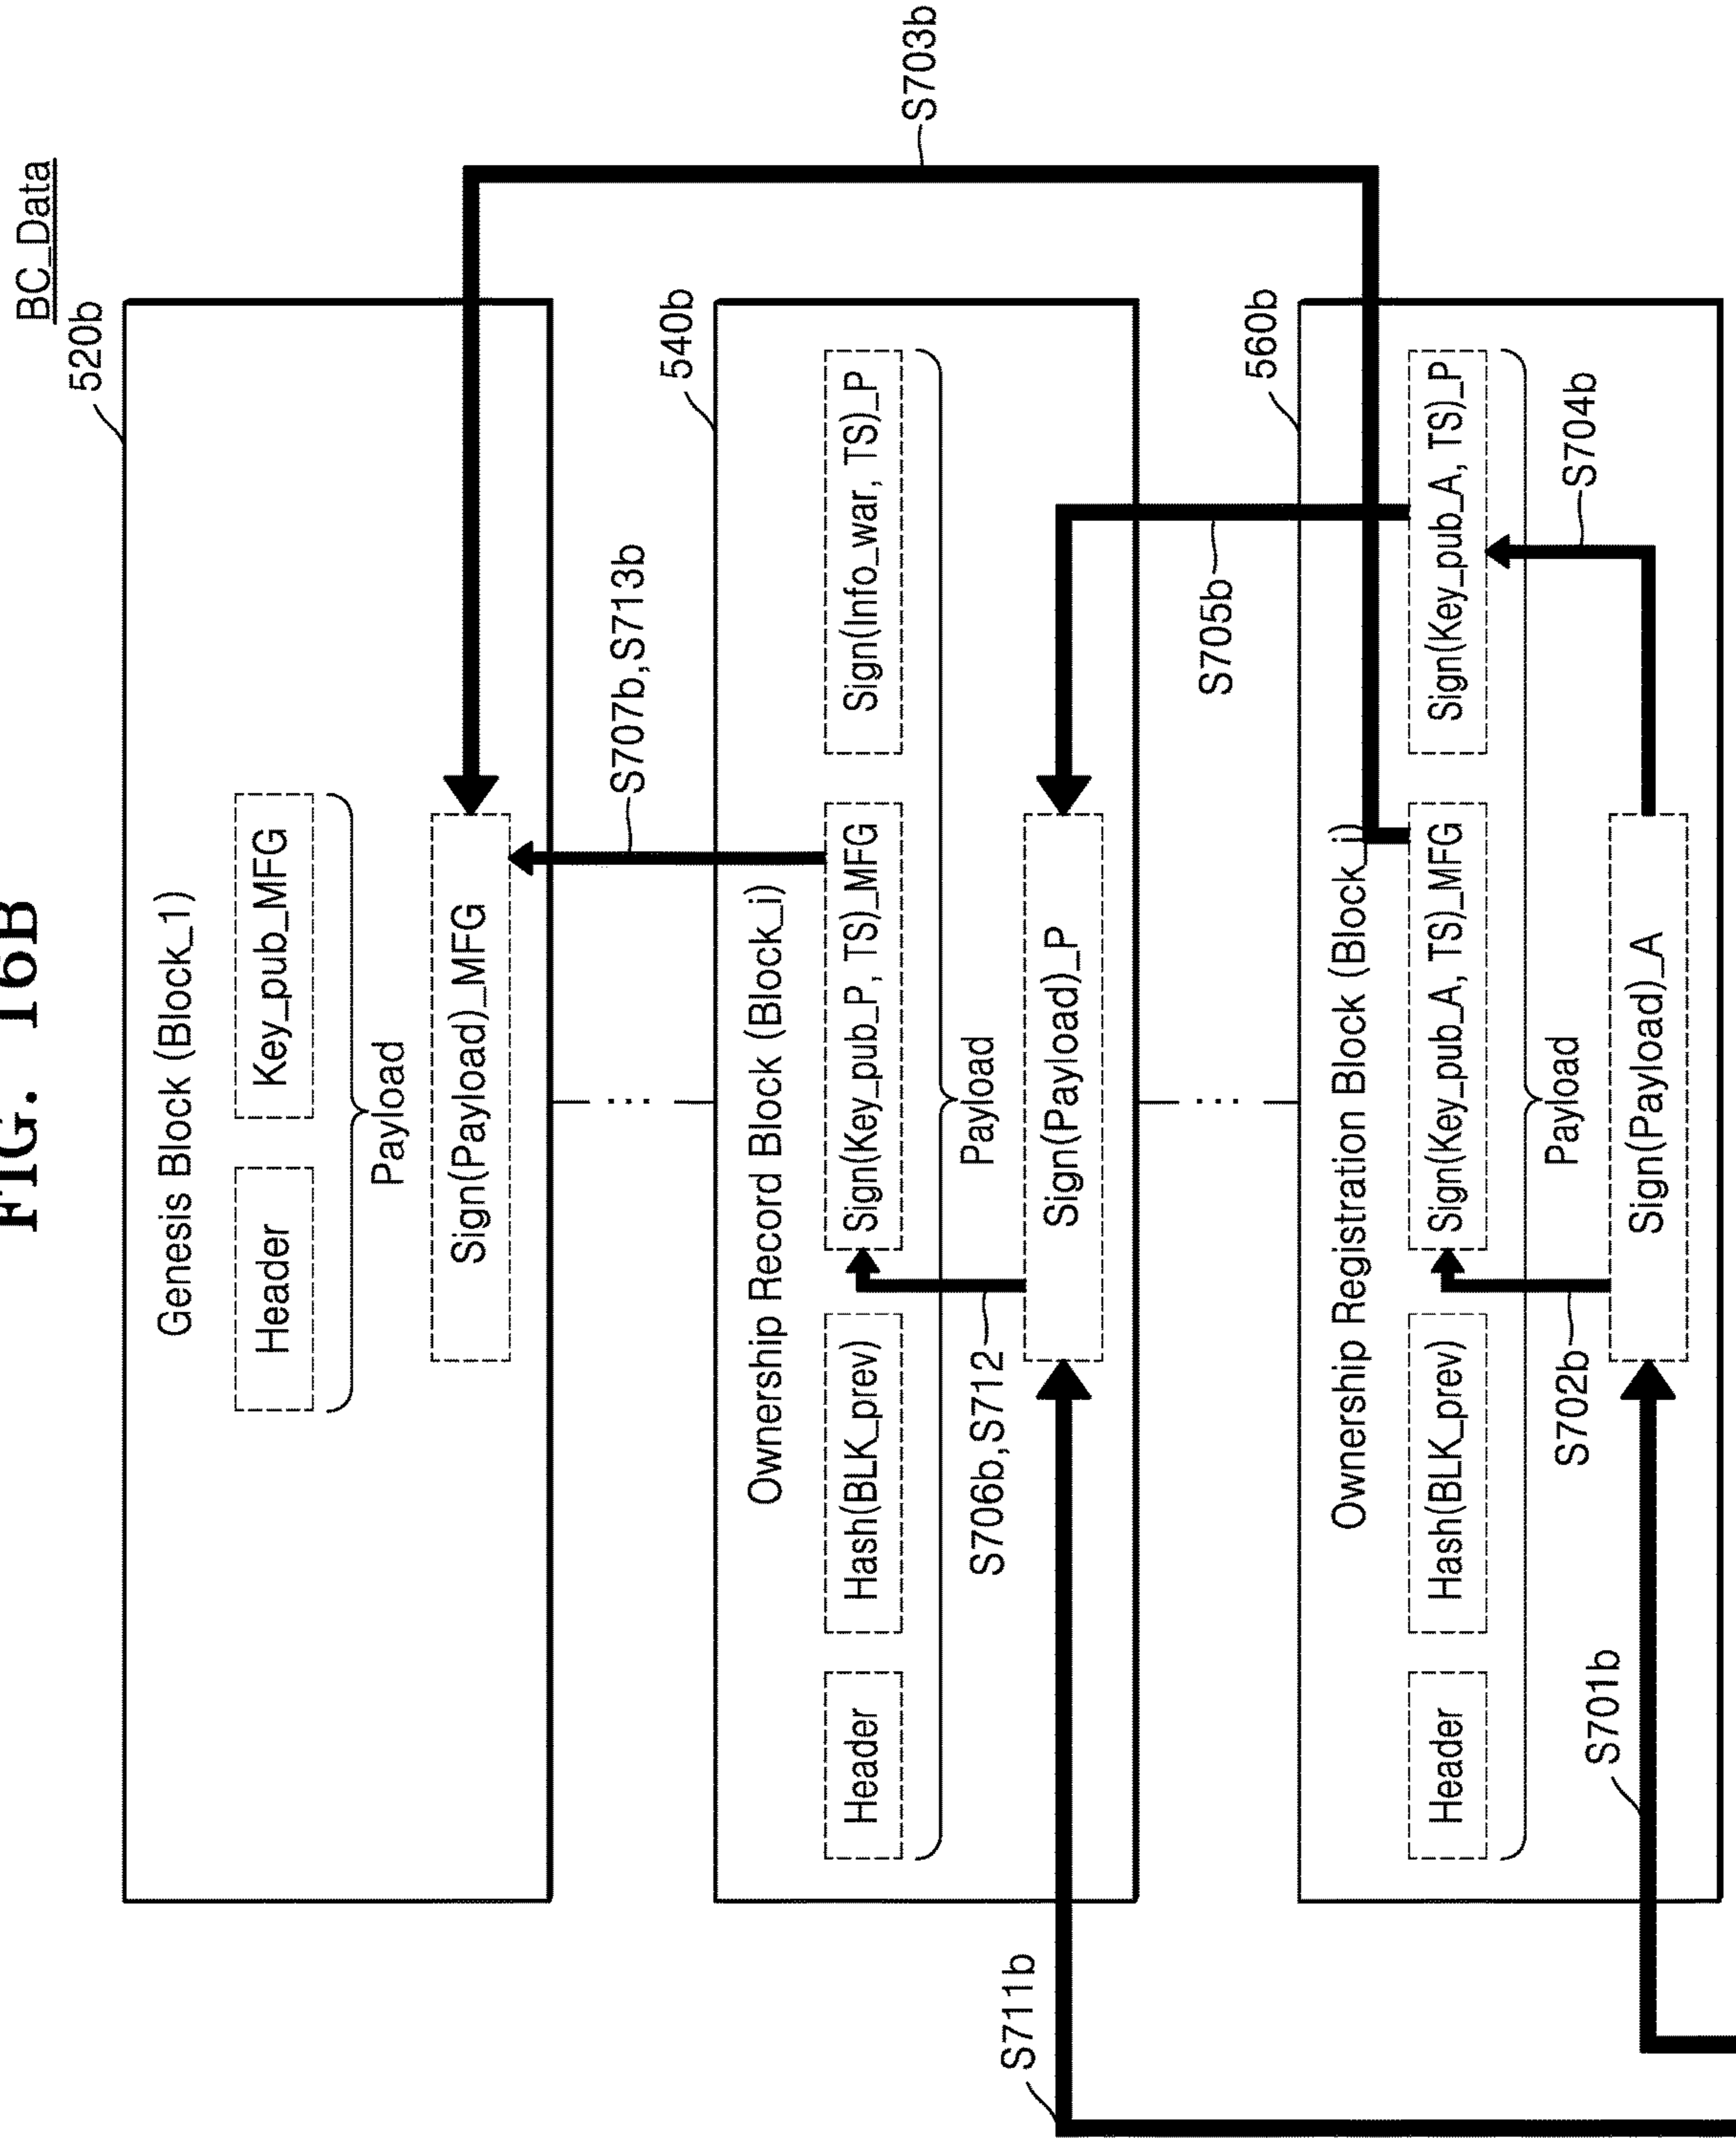 FIG. 16B
BC_Data
520b
Genesis Block (Block_1)
Header
Key_pub_MFG
Payload
Sign(Payload)_MFG
S703b
S707b,S713b
...
540b
Ownership Record Block (Block_i)
Header
Hash(BLK_prev)
Sign(Key_pub_P, TS)_MFG
Sign(Info_war, TS)_P
Payload
S706b,S712
Sign(Payload)_P
S711b
S705b
...
560b
Ownership Registration Block (Block_j)
Header
Hash(BLK_prev)
Sign(Key_pub_A, TS)_MFG
Sign(Key_pub_A, TS)_P
Payload
S702b
S704b
Sign(Payload)_A
S701b